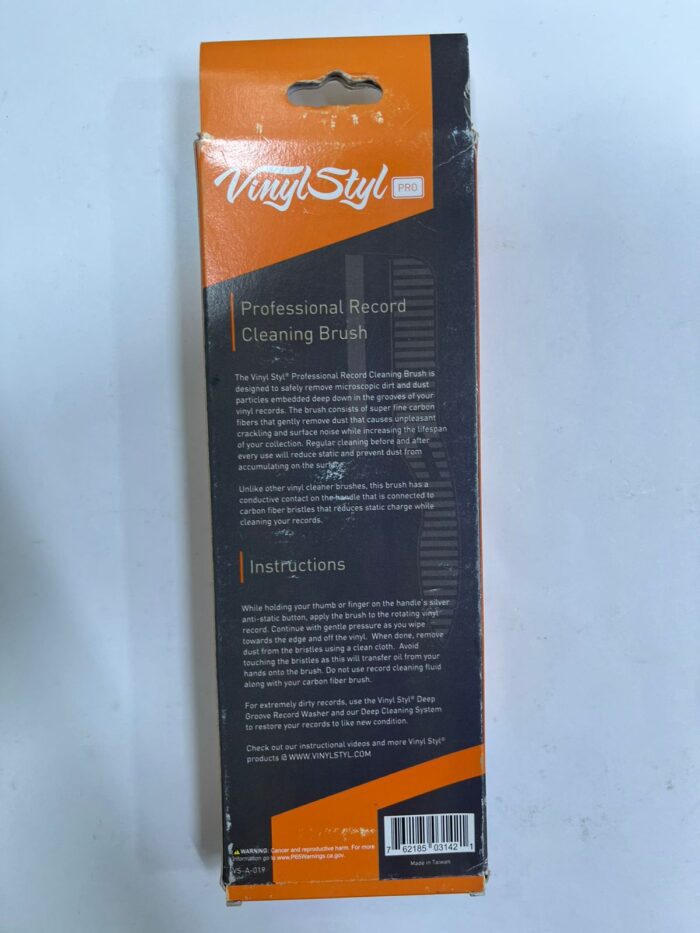 VinylStyl PRO
Professional Record
Cleaning Brush
The Vinyl Styl® Professional Record Cleaning Brush is
designed to safely remove microscopic dirt and dust
particles embedded deep down in the grooves of your
vinyl records. The brush consists of super fine carbon
fibers that gently remove dust that causes unpleasant
crackling and surface noise while increasing the lifespan
of your collection. Regular cleaning before and after
every use will reduce static and prevent dust from
accumulating on the surface.
Unlike other vinyl cleaner brushes, this brush has a
conductive contact on the handle that is connected to
carbon fiber bristles that reduces static charge while
cleaning your records.
Instructions
While holding your thumb or finger on the handle's silver
anti-static button, apply the brush to the rotating vinyl
record. Continue with gentle pressure as you wipe
towards the edge and off the vinyl. When done, remove
dust from the bristles using a clean cloth. Avoid
touching the bristles as this will transfer oil from your
hands onto the brush. Do not use record cleaning fluid
along with your carbon fiber brush.
For extremely dirty records, use the Vinyl Styl® Deep
Groove Record Washer and our Deep Cleaning System
to restore your records to like new condition.
Check out our instructional videos and more Vinyl Styl®
products @ WWW.VINYLSTYL.COM
WARNING: Cancer and reproductive harm. For more
information go to www.P65Warnings.ca.gov.
VS-A-019
7 62185 03142 1
Made in Taiwan